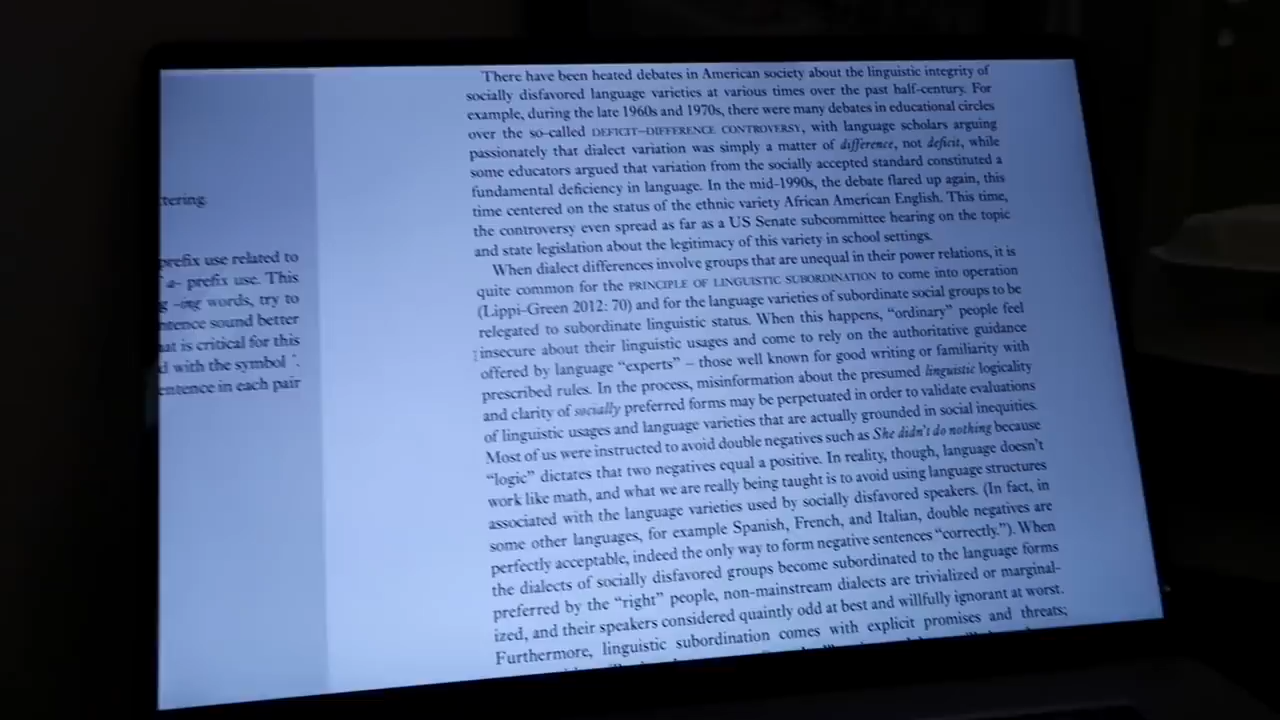 tering.
prefix use related to
a- prefix use. This
g -ing words, try to
ntence sound better
at is critical for this
d with the symbol *.
entence in each pair
There have been heated debates in American society about the linguistic integrity of
socially disfavored language varieties at various times over the past half-century. For
example, during the late 1960s and 1970s, there were many debates in educational circles
over the so-called DEFICIT–DIFFERENCE CONTROVERSY, with language scholars arguing
passionately that dialect variation was simply a matter of difference, not deficit, while
some educators argued that variation from the socially accepted standard constituted a
fundamental deficiency in language. In the mid-1990s, the debate flared up again, this
time centered on the status of the ethnic variety African American English. This time,
the controversy even spread as far as a US Senate subcommittee hearing on the topic
and state legislation about the legitimacy of this variety in school settings.
When dialect differences involve groups that are unequal in their power relations, it is
quite common for the PRINCIPLE OF LINGUISTIC SUBORDINATION to come into operation
(Lippi-Green 2012: 70) and for the language varieties of subordinate social groups to be
relegated to subordinate linguistic status. When this happens, “ordinary” people feel
insecure about their linguistic usages and come to rely on the authoritative guidance
offered by language “experts” – those well known for good writing or familiarity with
prescribed rules. In the process, misinformation about the presumed linguistic logicality
and clarity of socially preferred forms may be perpetuated in order to validate evaluations
of linguistic usages and language varieties that are actually grounded in social inequities.
Most of us were instructed to avoid double negatives such as She didn't do nothing because
“logic” dictates that two negatives equal a positive. In reality, though, language doesn't
work like math, and what we are really being taught is to avoid using language structures
associated with the language varieties used by socially disfavored speakers. (In fact, in
some other languages, for example Spanish, French, and Italian, double negatives are
perfectly acceptable, indeed the only way to form negative sentences “correctly.”). When
the dialects of socially disfavored groups become subordinated to the language forms
preferred by the “right” people, non-mainstream dialects are trivialized or marginal-
ized, and their speakers considered quaintly odd at best and willfully ignorant at worst.
Furthermore, linguistic subordination comes with explicit promises and threats;